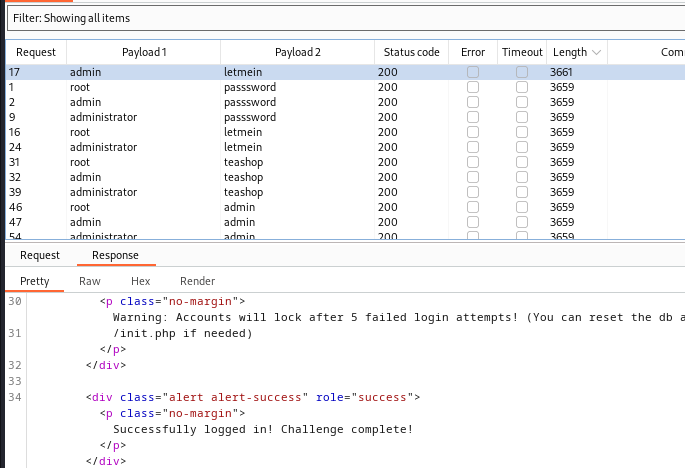 Filter: Showing all items
Request Payload 1 Payload 2 Status code Error Timeout Length Com
17 admin letmein 200 3661
1 root passsword 200 3659
2 admin passsword 200 3659
9 administrator passsword 200 3659
16 root letmein 200 3659
24 administrator letmein 200 3659
31 root teashop 200 3659
32 admin teashop 200 3659
39 administrator teashop 200 3659
46 root admin 200 3659
47 admin admin 200 3659
54 administrator admin 200 3659
Request Response
Pretty Raw Hex Render
30 <p class="no-margin">
Warning: Accounts will lock after 5 failed login attempts! (You can reset the db a
31 /init.php if needed)
</p>
32 </div>
33
34 <div class="alert alert-success" role="success">
<p class="no-margin">
Successfully logged in! Challenge complete!
</p>
</div>